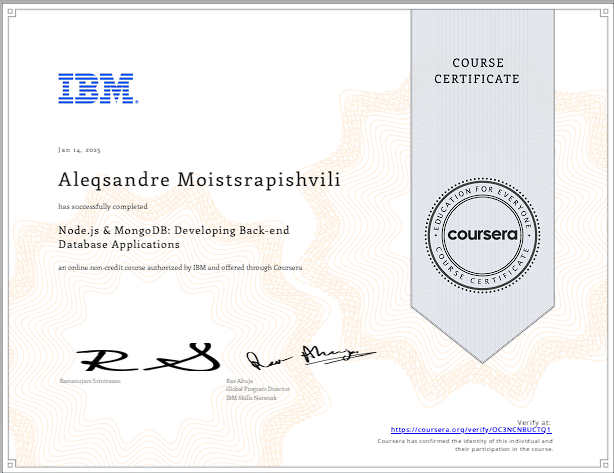 COURSE
CERTIFICATE
IBM
Jan 14, 2025
Aleqsandre Moistsrapishvili
has successfully completed
Node.js & MongoDB: Developing Back-end
Database Applications
an online non-credit course authorized by IBM and offered through Coursera
EDUCATION FOR EVERYONE
coursera
COURSE CERTIFICATE
Ramanujam Srinivasan
Rav Ahuja
Global Program Director
IBM Skills Network
Verify at:
https://coursera.org/verify/OC3NCNBUCTQ1
Coursera has confirmed the identity of this individual and
their participation in the course.